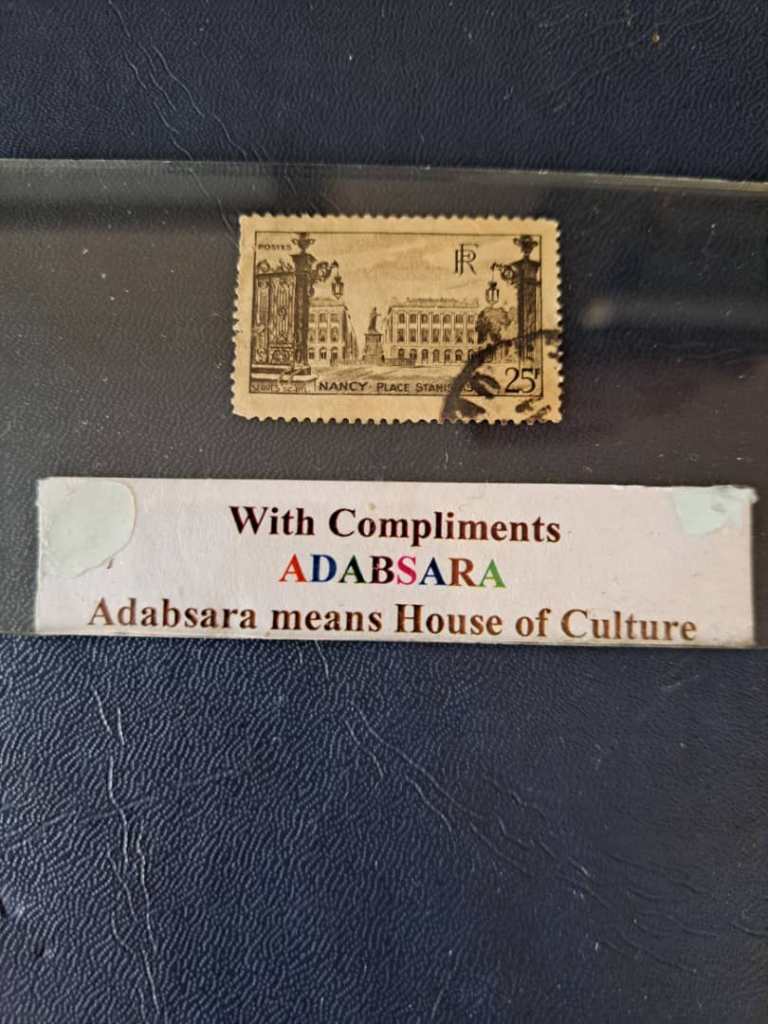 POSTES
RF
25F
NANCY - PLACE STANISLAS
With Compliments
ADABSARA
Adabsara means House of Culture